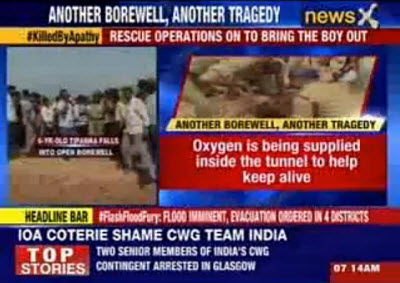 ANOTHER BOREWELL, ANOTHER TRAGEDY
newsX
#KilledByApathy
RESCUE OPERATIONS ON TO BRING THE BOY OUT
6-YR-OLD TIPANNA FALLS
INTO OPEN BOREWELL
ANOTHER BOREWELL, ANOTHER TRAGEDY
Oxygen is being supplied
inside the tunnel to help
keep alive
HEADLINE BAR
#FlashFloodFury: FLOOD IMMINENT, EVACUATION ORDERED IN 4 DISTRICTS
IOA COTERIE SHAME CWG TEAM INDIA
TOP
STORIES
TWO SENIOR MEMBERS OF INDIA'S CWG
CONTINGENT ARRESTED IN GLASGOW
07:14AM